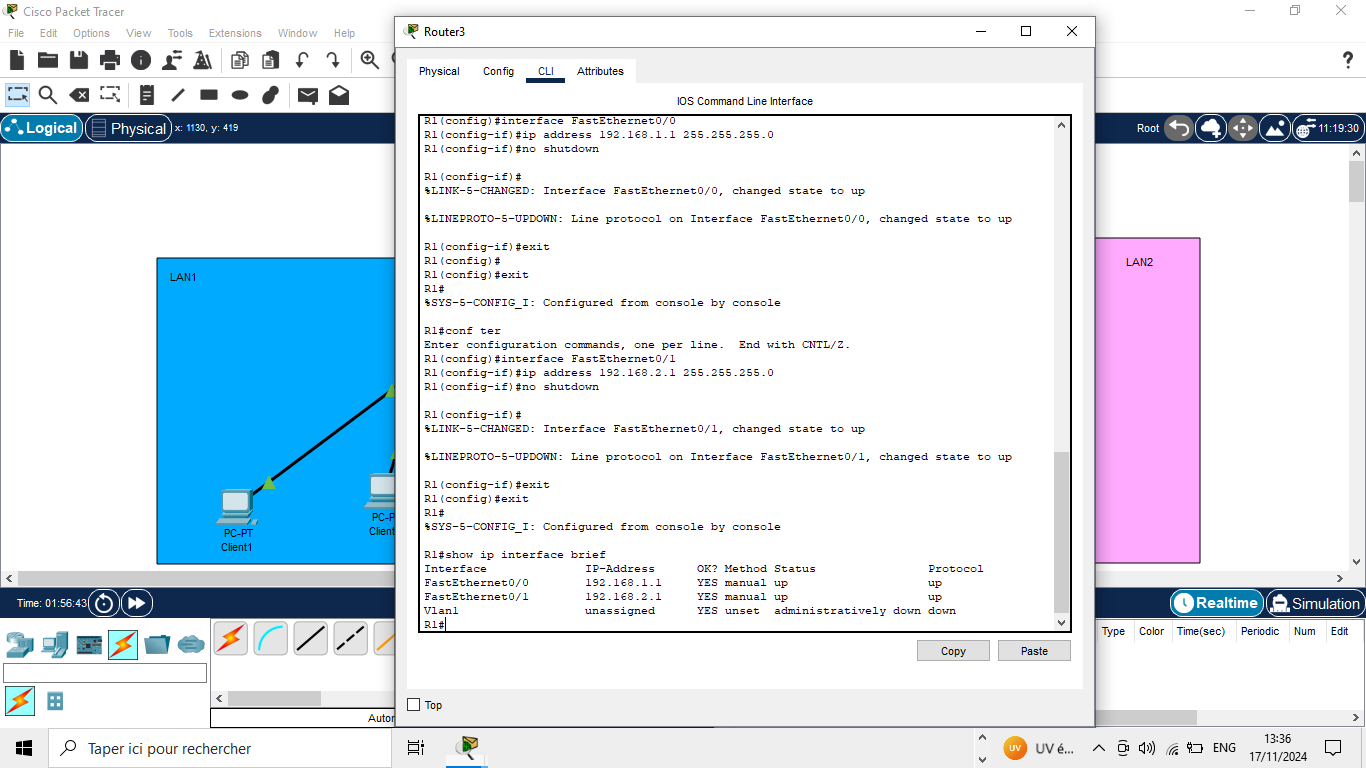 Cisco Packet Tracer
File Edit Options View Tools Extensions Window Help
Logical Physical x: 1130, y: 419
LAN1
PC-PT
Client1
PC-P
Client
Router3
Physical Config CLI Attributes
IOS Command Line Interface
R1(config)#interface FastEthernet0/0
R1(config-if)#ip address 192.168.1.1 255.255.255.0
R1(config-if)#no shutdown
R1(config-if)#
%LINK-5-CHANGED: Interface FastEthernet0/0, changed state to up
%LINEPROTO-5-UPDOWN: Line protocol on Interface FastEthernet0/0, changed state to up
R1(config-if)#exit
R1(config)#
R1(config)#exit
R1#
%SYS-5-CONFIG_I: Configured from console by console
R1#conf ter
Enter configuration commands, one per line.  End with CNTL/Z.
R1(config)#interface FastEthernet0/1
R1(config-if)#ip address 192.168.2.1 255.255.255.0
R1(config-if)#no shutdown
R1(config-if)#
%LINK-5-CHANGED: Interface FastEthernet0/1, changed state to up
%LINEPROTO-5-UPDOWN: Line protocol on Interface FastEthernet0/1, changed state to up
R1(config-if)#exit
R1(config)#exit
R1#
%SYS-5-CONFIG_I: Configured from console by console
R1#show ip interface brief
Interface IP-Address OK? Method Status Protocol
FastEthernet0/0 192.168.1.1 YES manual up up
FastEthernet0/1 192.168.2.1 YES manual up up
Vlan1 unassigned YES unset administratively down down
R1#
Copy Paste
Top
Root 11:19:30
LAN2
Time: 01:56:43
Realtime Simulation
Type Color Time(sec) Periodic Num Edit
Autor
Taper ici pour rechercher
UV UV é... ENG
13:36
17/11/2024